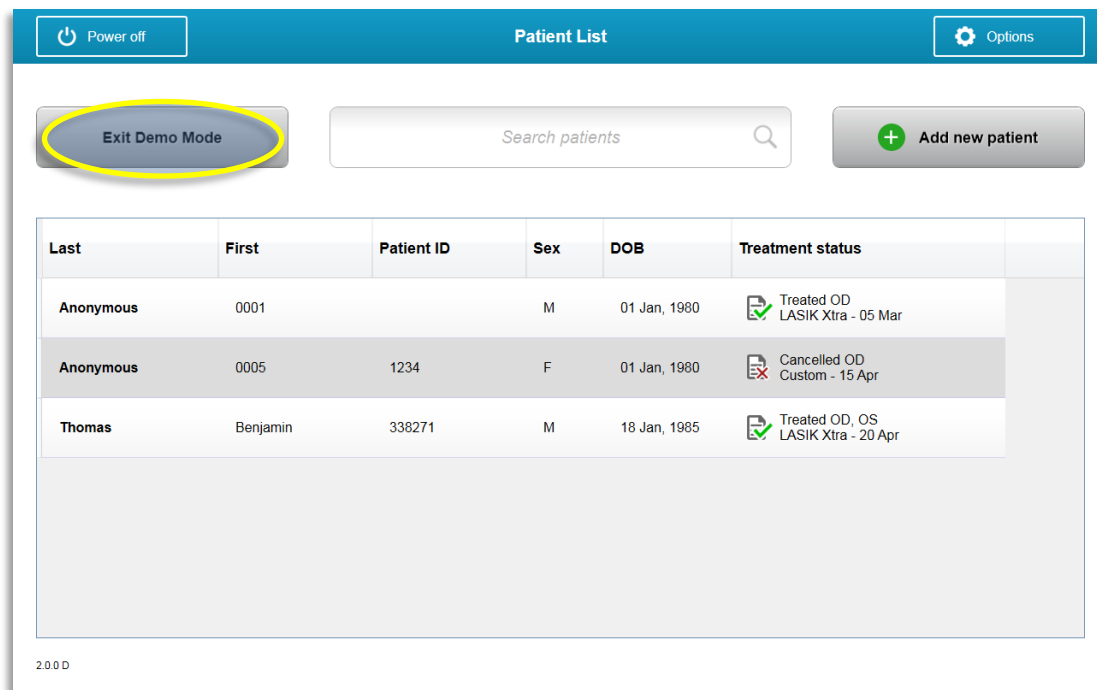 Power off
Patient List
Options
Exit Demo Mode
Search patients
Add new patient
Last First Patient ID Sex DOB Treatment status
Anonymous 0001 M 01 Jan, 1980 Treated OD
LASIK Xtra - 05 Mar
Anonymous 0005 1234 F 01 Jan, 1980 Cancelled OD
Custom - 15 Apr
Thomas Benjamin 338271 M 18 Jan, 1985 Treated OD, OS
LASIK Xtra - 20 Apr
2.0.0 D